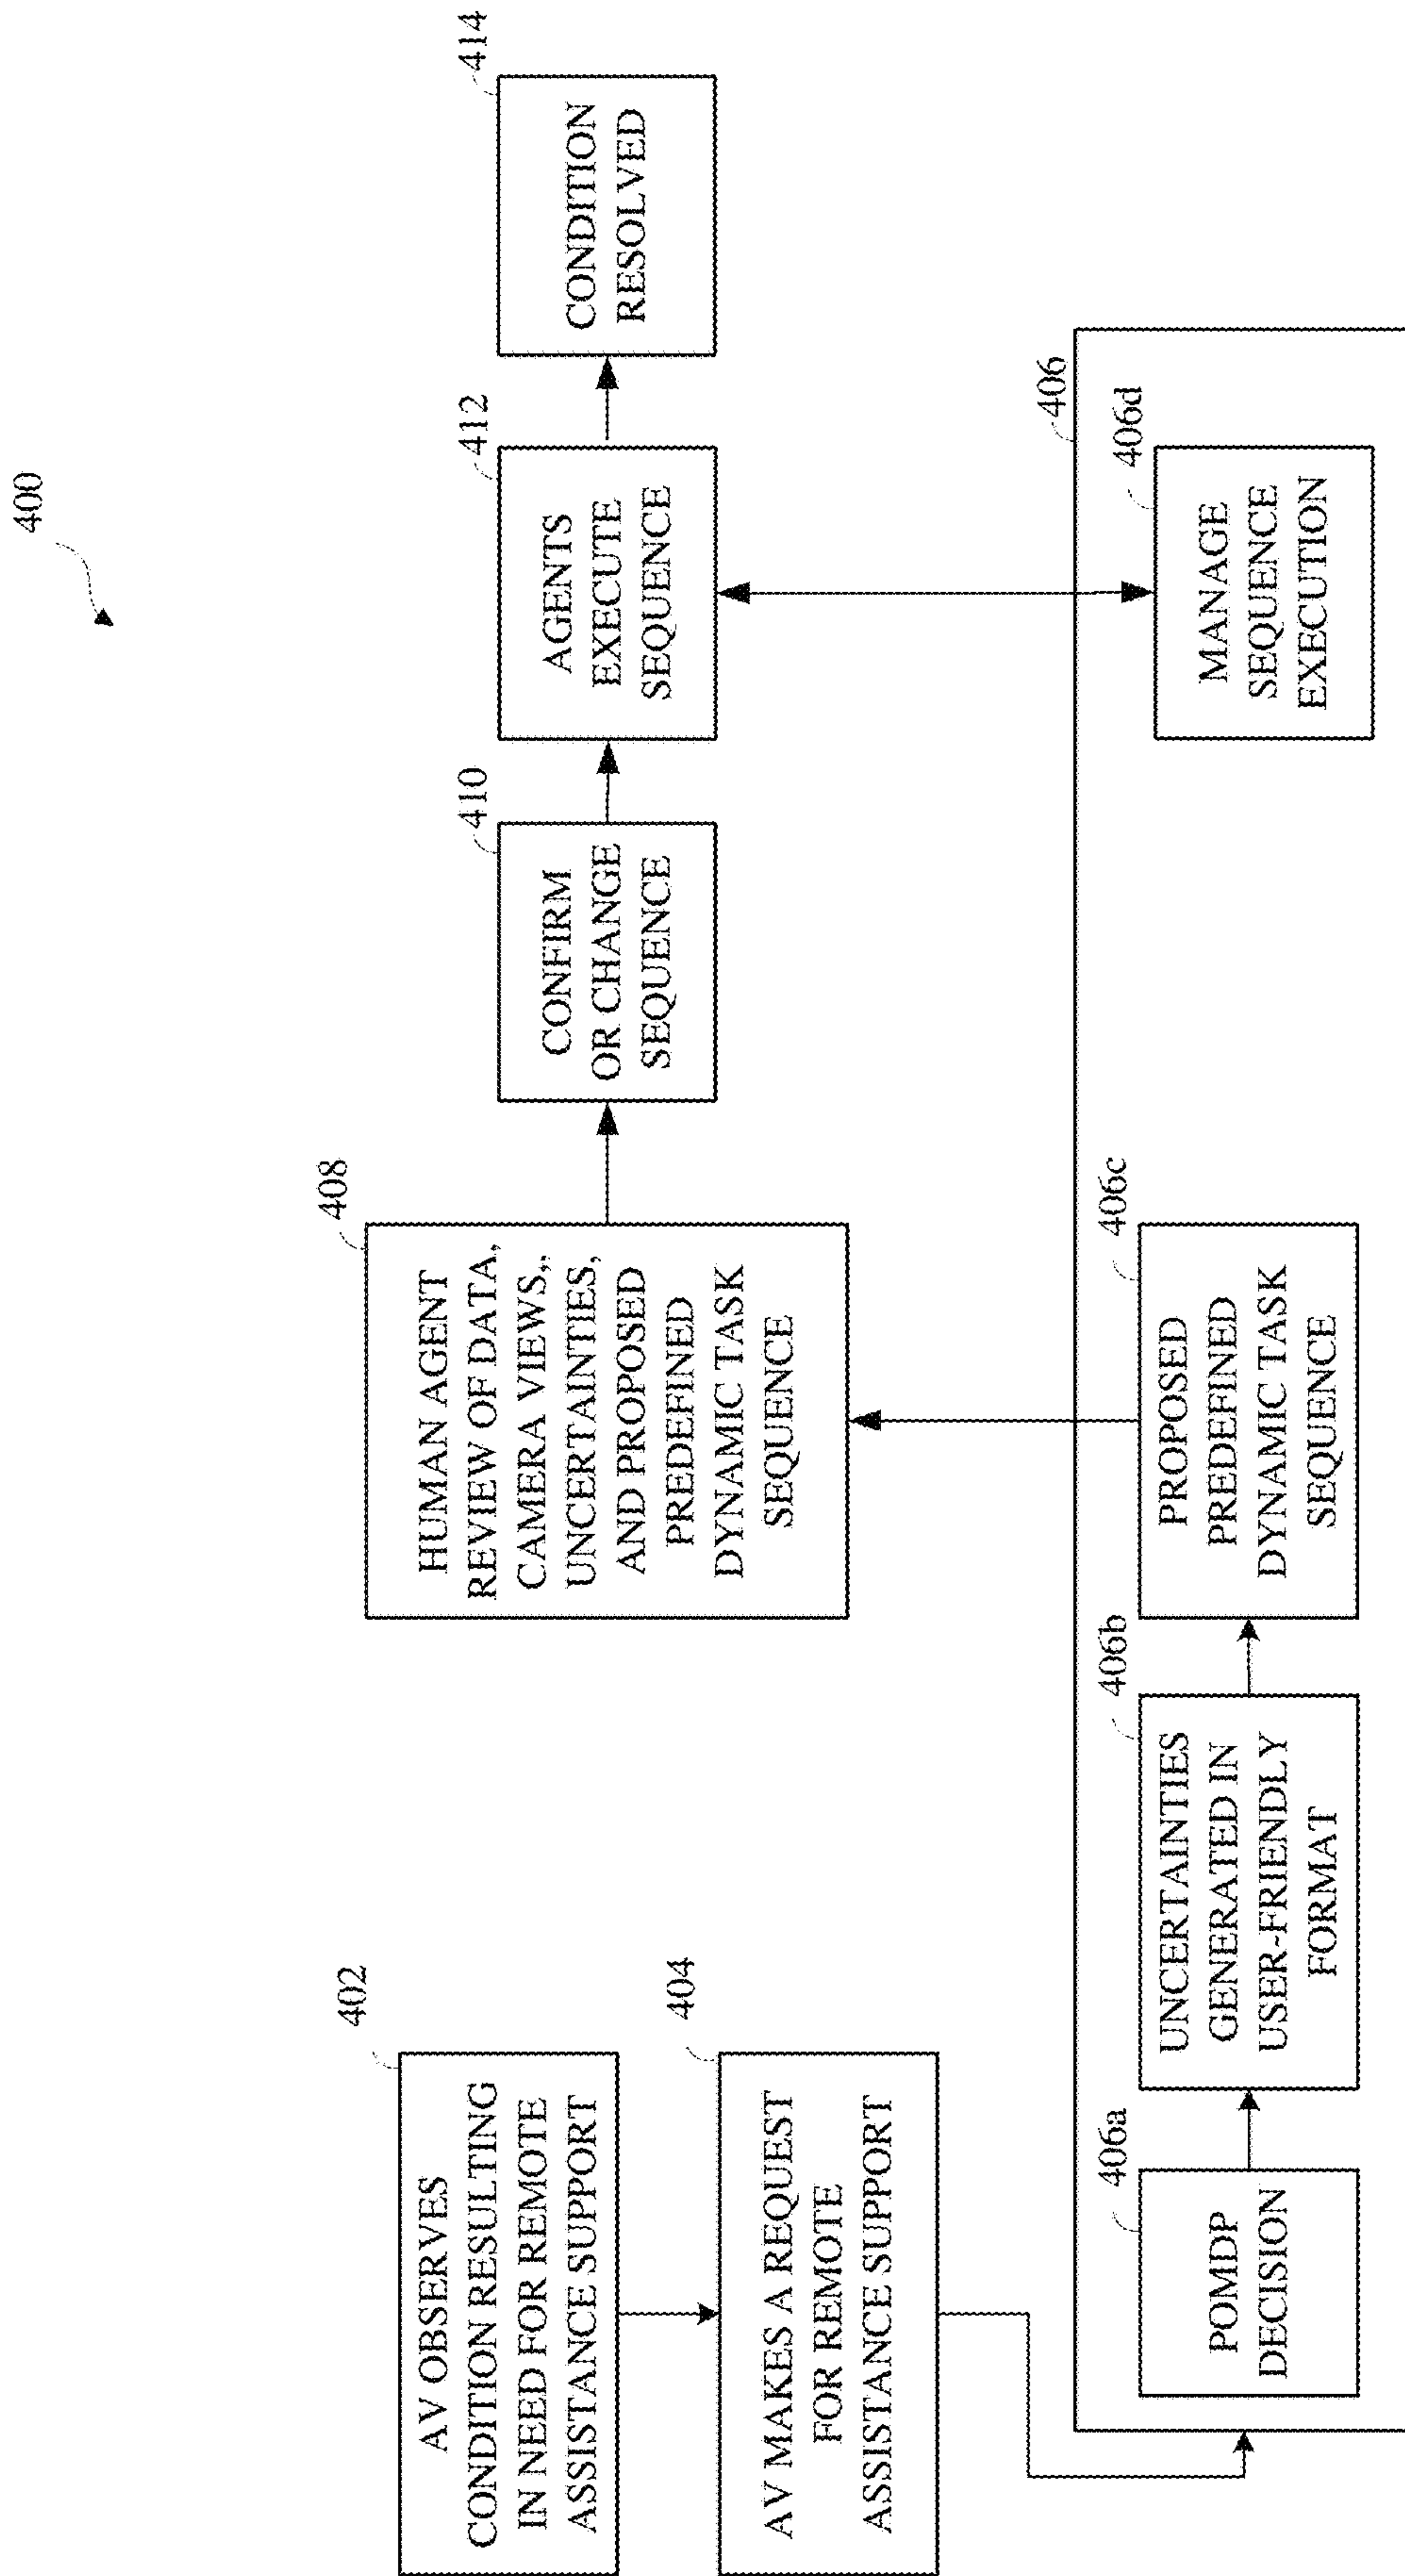 400
402
AV OBSERVES
CONDITION RESULTING
IN NEED FOR REMOTE
ASSISTANCE SUPPORT
404
AV MAKES A REQUEST
FOR REMOTE
ASSISTANCE SUPPORT
406
406a
POMDP
DECISION
406b
UNCERTAINTIES
GENERATED IN
USER-FRIENDLY
FORMAT
406c
PROPOSED
PREDEFINED
DYNAMIC TASK
SEQUENCE
406d
MANAGE
SEQUENCE
EXECUTION
408
HUMAN AGENT
REVIEW OF DATA,
CAMERA VIEWS,,
UNCERTAINTIES,
AND PROPOSED
PREDEFINED
DYNAMIC TASK
SEQUENCE
410
CONFIRM
OR CHANGE
SEQUENCE
412
AGENTS
EXECUTE
SEQUENCE
414
CONDITION
RESOLVED